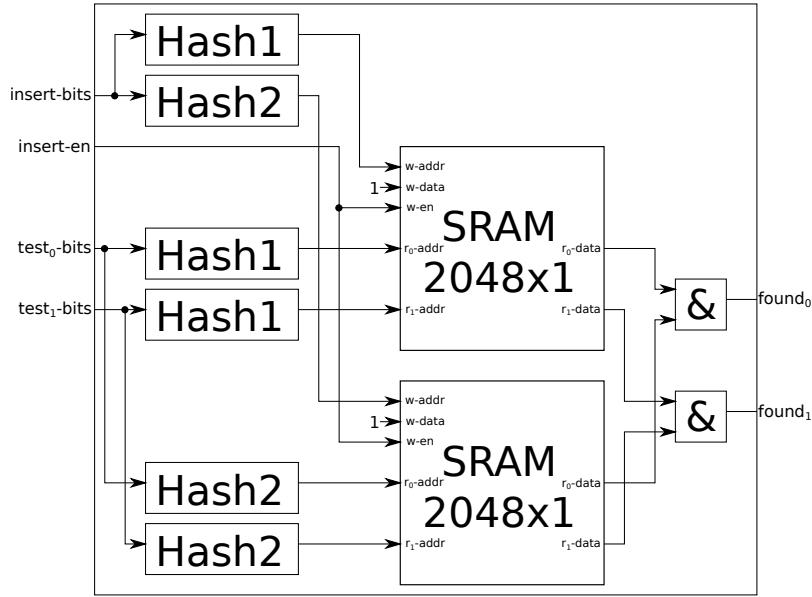 Hash1
insert-bits
Hash2
insert-en
w-addr
1
w-data
w-en
SRAM
2048x1
test₀-bits
Hash1
r₀-addr
r₀-data
test₁-bits
Hash1
r₁-addr
r₁-data
&
found₀
w-addr
1
w-data
w-en
SRAM
2048x1
&
found₁
Hash2
r₀-addr
r₀-data
Hash2
r₁-addr
r₁-data